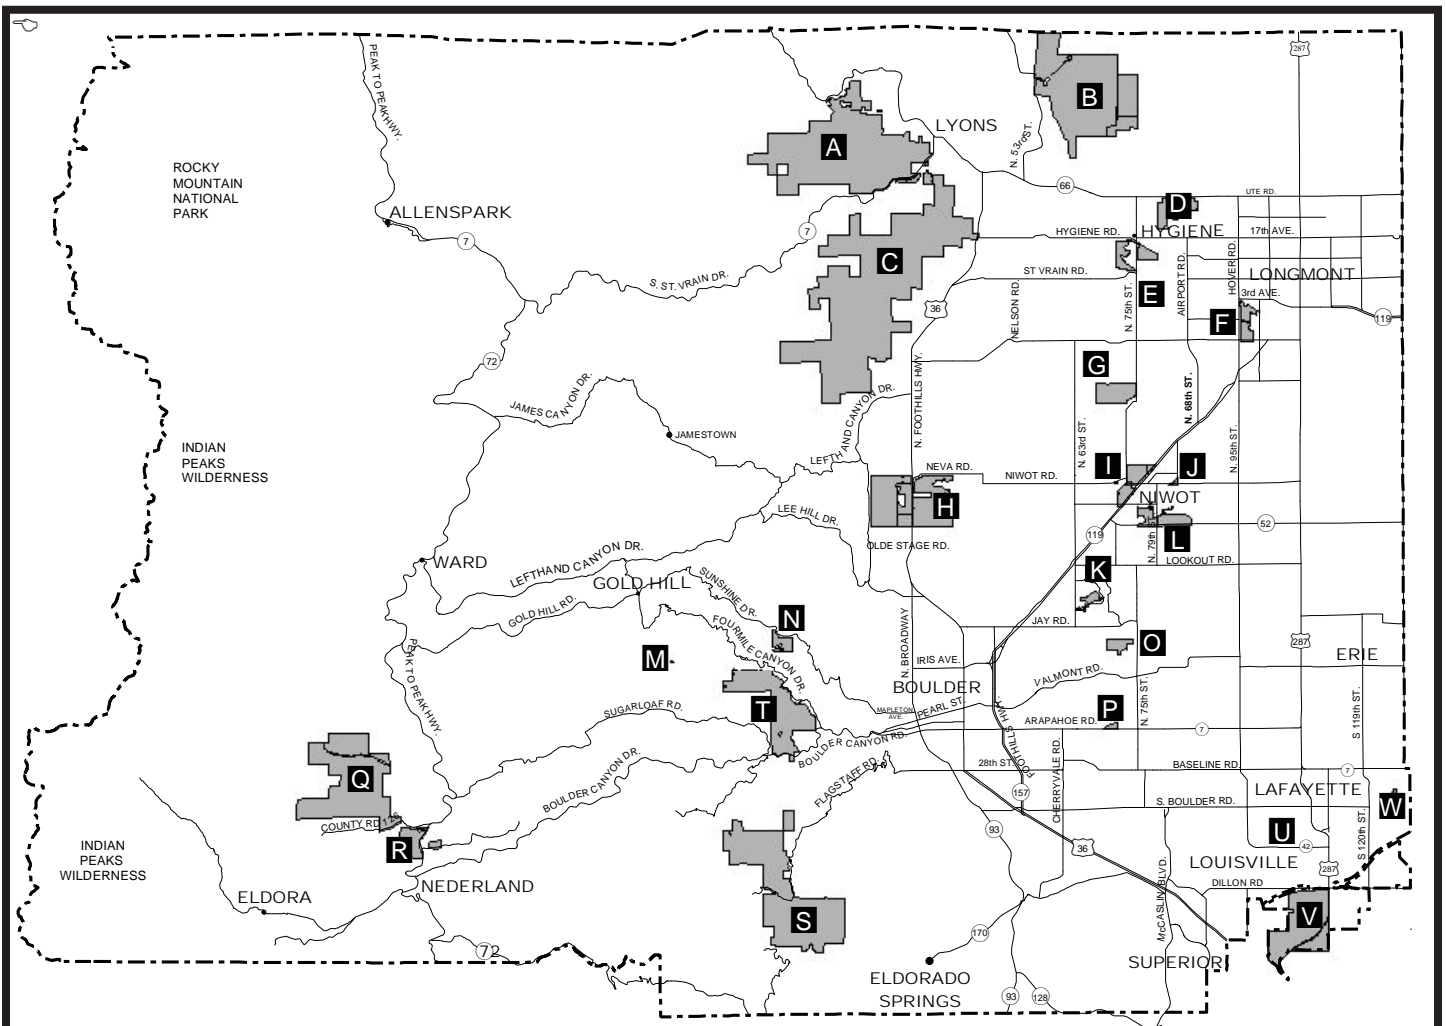 287
PEAK TO PEAK HWY.
B
LYONS
N. 53rd ST.
A
ROCKY
MOUNTAIN
NATIONAL
PARK
66
UTE RD.
ALLENSPARK
D
7
7
HYGIENE RD.
HYGIENE
17th AVE.
C
S. ST. VRAIN DR.
ST VRAIN RD.
AIRPORT RD.
HOVER RD.
LONGMONT
E
3rd AVE.
36
NELSON RD.
N. 75th ST.
F
119
72
G
JAMES CANYON DR.
N. FOOTHILLS HWY.
LEFTHAND CANYON DR.
N. 68th ST.
JAMESTOWN
N. 63rd ST.
N. 95th ST.
INDIAN
PEAKS
WILDERNESS
NEVA RD.
NIWOT RD.
I
J
NIWOT
H
LEE HILL DR.
52
119
N. 79th ST.
L
OLDE STAGE RD.
LOOKOUT RD.
WARD
LEFTHAND CANYON DR.
K
GOLD HILL
SUNSHINE DR.
GOLD HILL RD.
N
FOURMILE CANYON DR.
N. BROADWAY
JAY RD.
287
O
M
IRIS AVE.
ERIE
PEAK TO PEAK HWY.
VALMONT RD.
BOULDER
N. 75th ST.
S 119th ST.
SUGARLOAF RD.
T
MAPLETON
AVE.
PEARL ST.
P
ARAPAHOE RD.
7
FOOTHILLS HWY.
BOULDER CANYON RD.
CHERRYVALE RD.
28th ST.
BASELINE RD.
7
Q
BOULDER CANYON DR.
FLAGSTAFF RD.
157
LAFAYETTE
S. BOULDER RD.
W
COUNTY RD 126
93
U
S 120th ST.
R
36
42
INDIAN
PEAKS
WILDERNESS
LOUISVILLE
287
McCASLIN BLVD.
DILLON RD
ELDORA
NEDERLAND
S
V
170
72
SUPERIOR
ELDORADO
SPRINGS
93
128